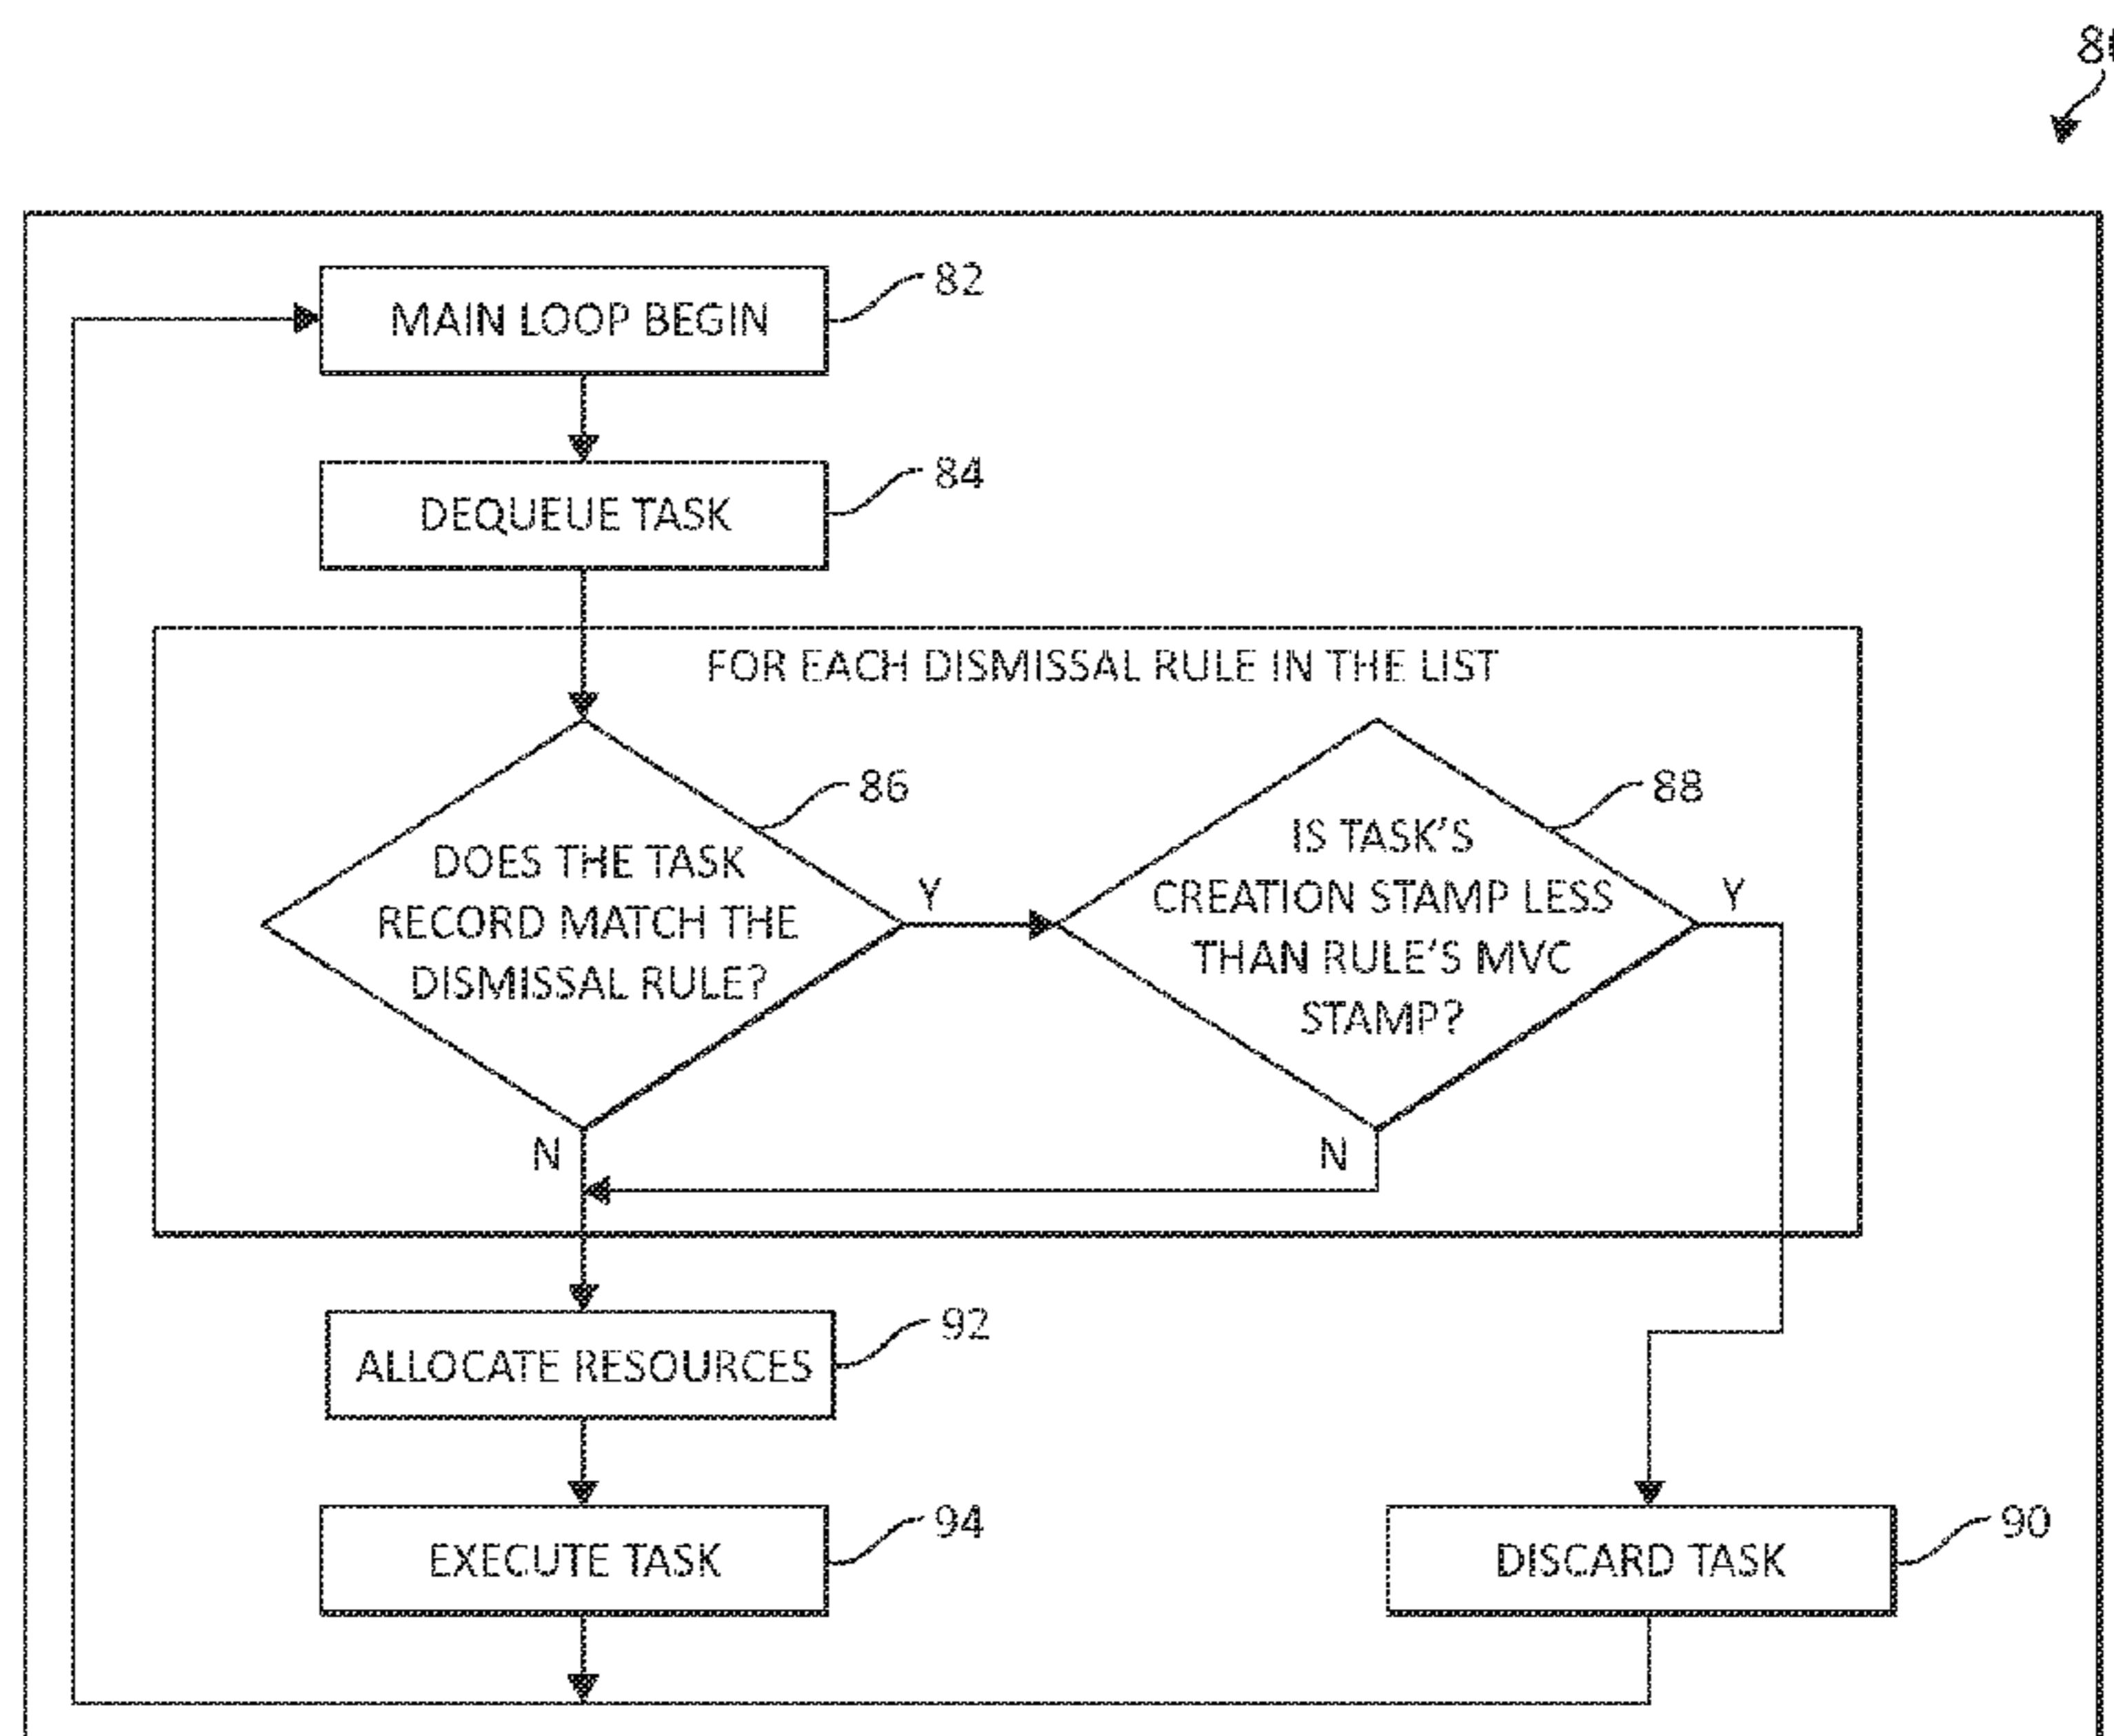 MAIN LOOP BEGIN
82
DEQUEUE TASK
84
FOR EACH DISMISSAL RULE IN THE LIST
86
DOES THE TASK
RECORD MATCH THE
DISMISSAL RULE?
Y
N
88
IS TASK'S
CREATION STAMP LESS
THAN RULE'S MVC
STAMP?
Y
N
ALLOCATE RESOURCES
92
EXECUTE TASK
94
DISCARD TASK
90